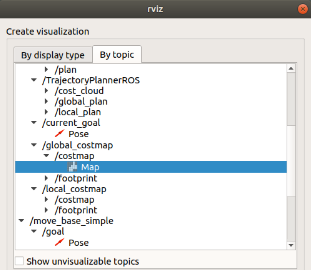 rviz
Create visualization
By display type
By topic
/plan
/TrajectoryPlannerROS
/cost_cloud
/global_plan
/local_plan
/current_goal
Pose
/global_costmap
/costmap
Map
/footprint
/local_costmap
/costmap
/footprint
/move_base_simple
/goal
Pose
Show unvisualizable topics